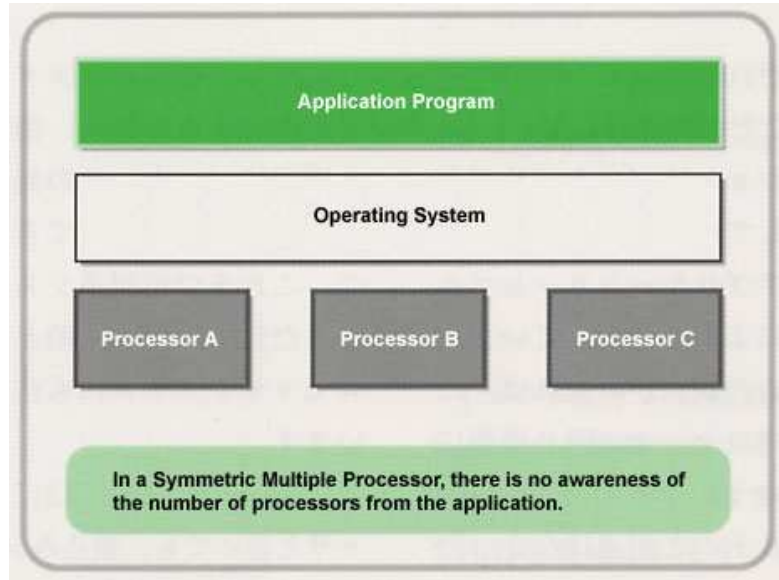 Application Program
Operating System
Processor A
Processor B
Processor C
In a Symmetric Multiple Processor, there is no awareness of
the number of processors from the application.